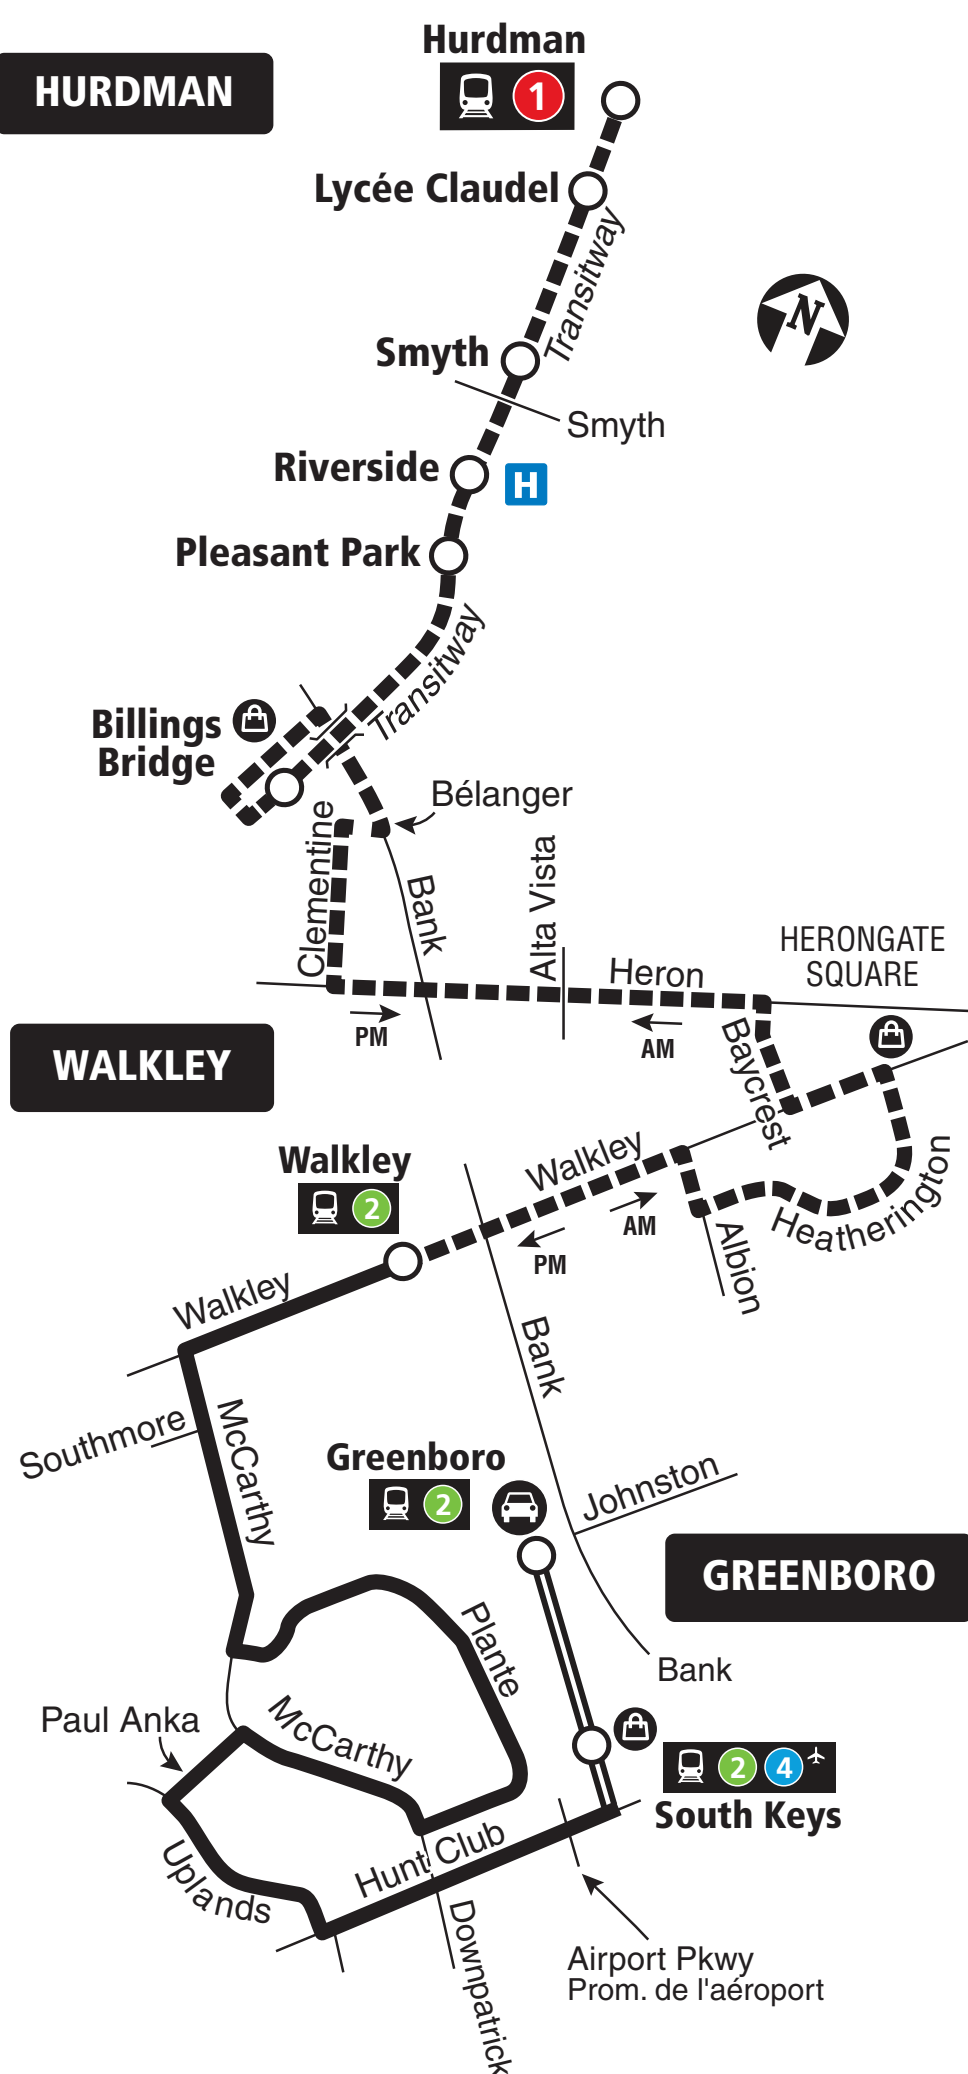 Hurdman
HURDMAN
1
Lycée Claudel
Transitway
N
Smyth
Smyth
Riverside
H
Pleasant Park
Transitway
Billings
Bridge
Bélanger
Clementine
Bank
Alta Vista
HERONGATE
SQUARE
Heron
PM
AM
Baycrest
WALKLEY
Walkley
2
Walkley
AM
PM
Heatherington
Albion
Walkley
Bank
Southmore
McCarthy
Greenboro
2
Johnston
GREENBORO
Plante
Bank
Paul Anka
McCarthy
2 4
South Keys
Uplands
Hunt Club
Downpatrick
Airport Pkwy
Prom. de l'aéroport